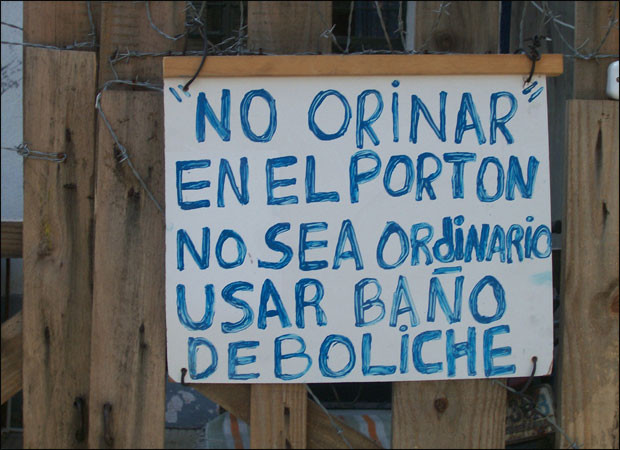 "NO ORINAR"
EN EL PORTON
NO SEA ORdiNARIO
USAR BAÑO
DE BOLICHE